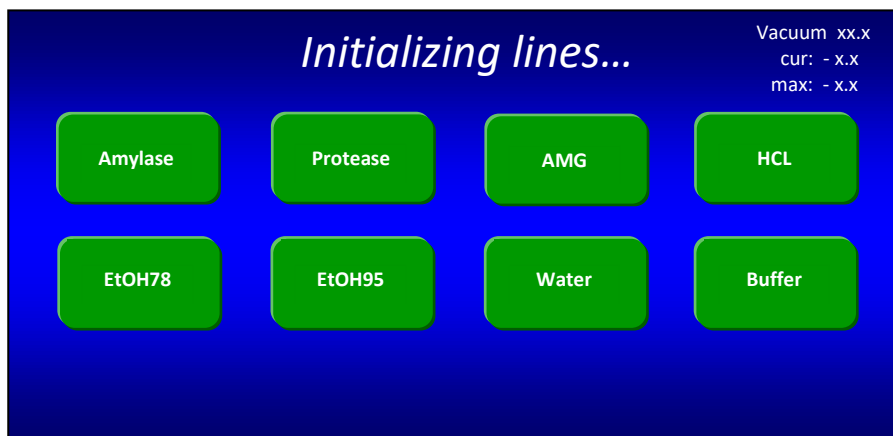 Initializing lines...
Vacuum xx.x
cur: - x.x
max: - x.x
Amylase Protease AMG HCL
EtOH78 EtOH95 Water Buffer